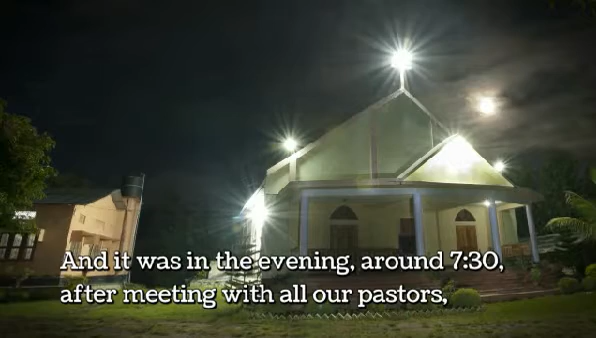 And it was in the evening, around 7:30,
after meeting with all our pastors,